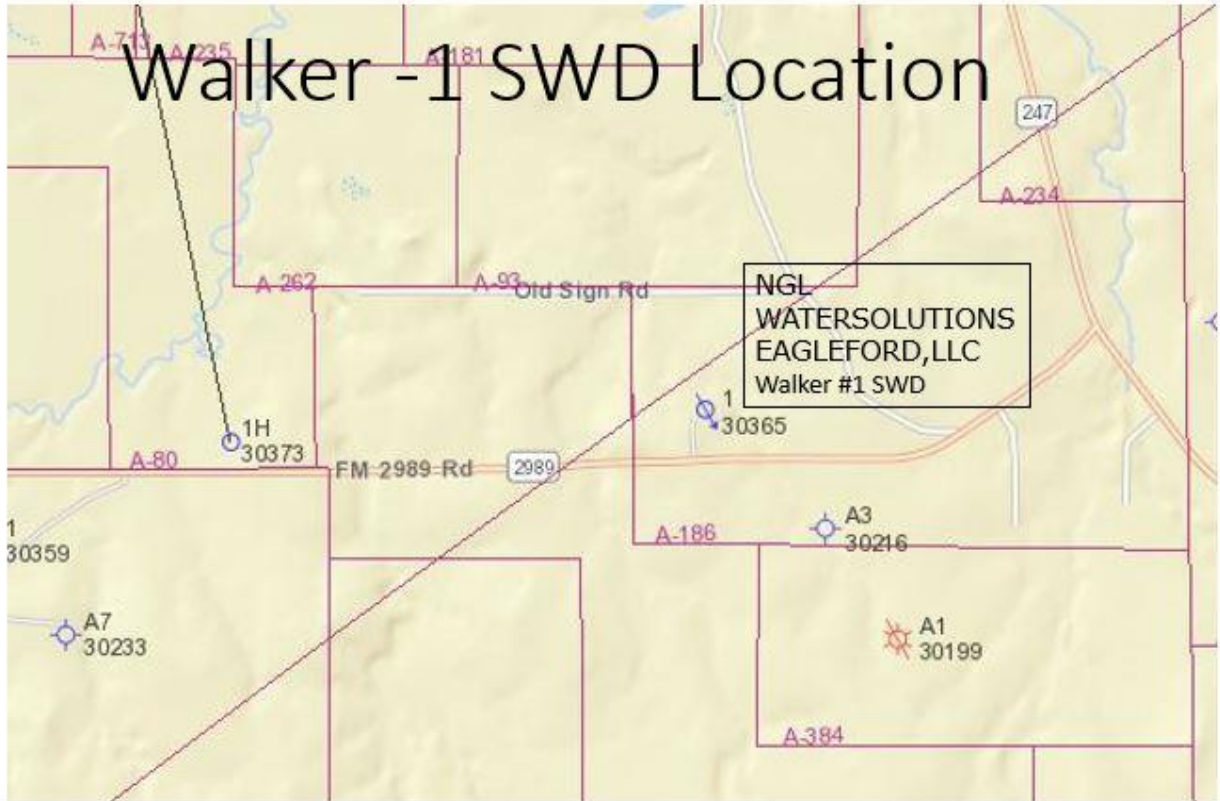 Walker -1 SWD Location
A-713
A-235
A-181
247
A-234
A-262
A-93
Old Sign Rd
NGL
WATERSOLUTIONS
EAGLEFORD,LLC
Walker #1 SWD
1
30365
1H
30373
A-80
FM 2989 Rd
2989
1
30359
A-186
A3
30216
A7
30233
A1
30199
A-384